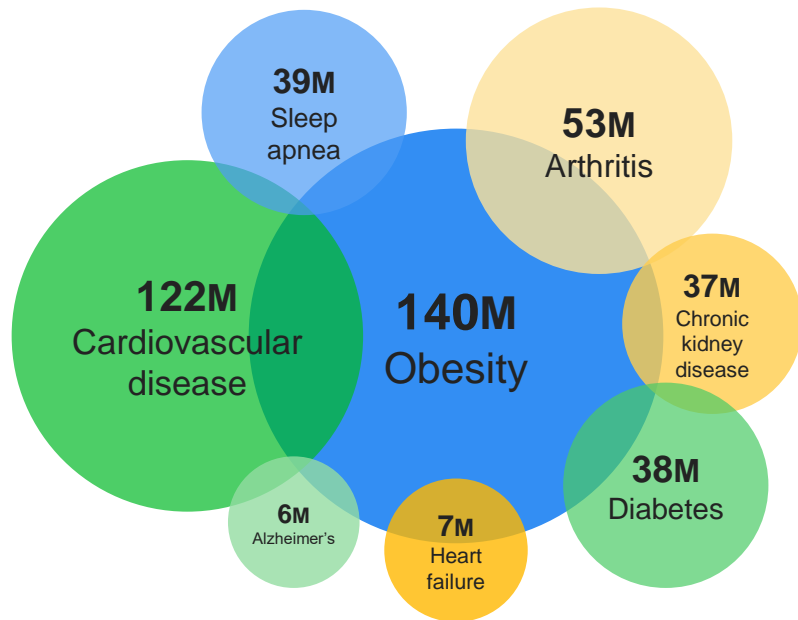 39M
Sleep
apnea
53M
Arthritis
122M
Cardiovascular
disease
140M
Obesity
37M
Chronic
kidney
disease
38M
Diabetes
6M
Alzheimer’s
7M
Heart
failure